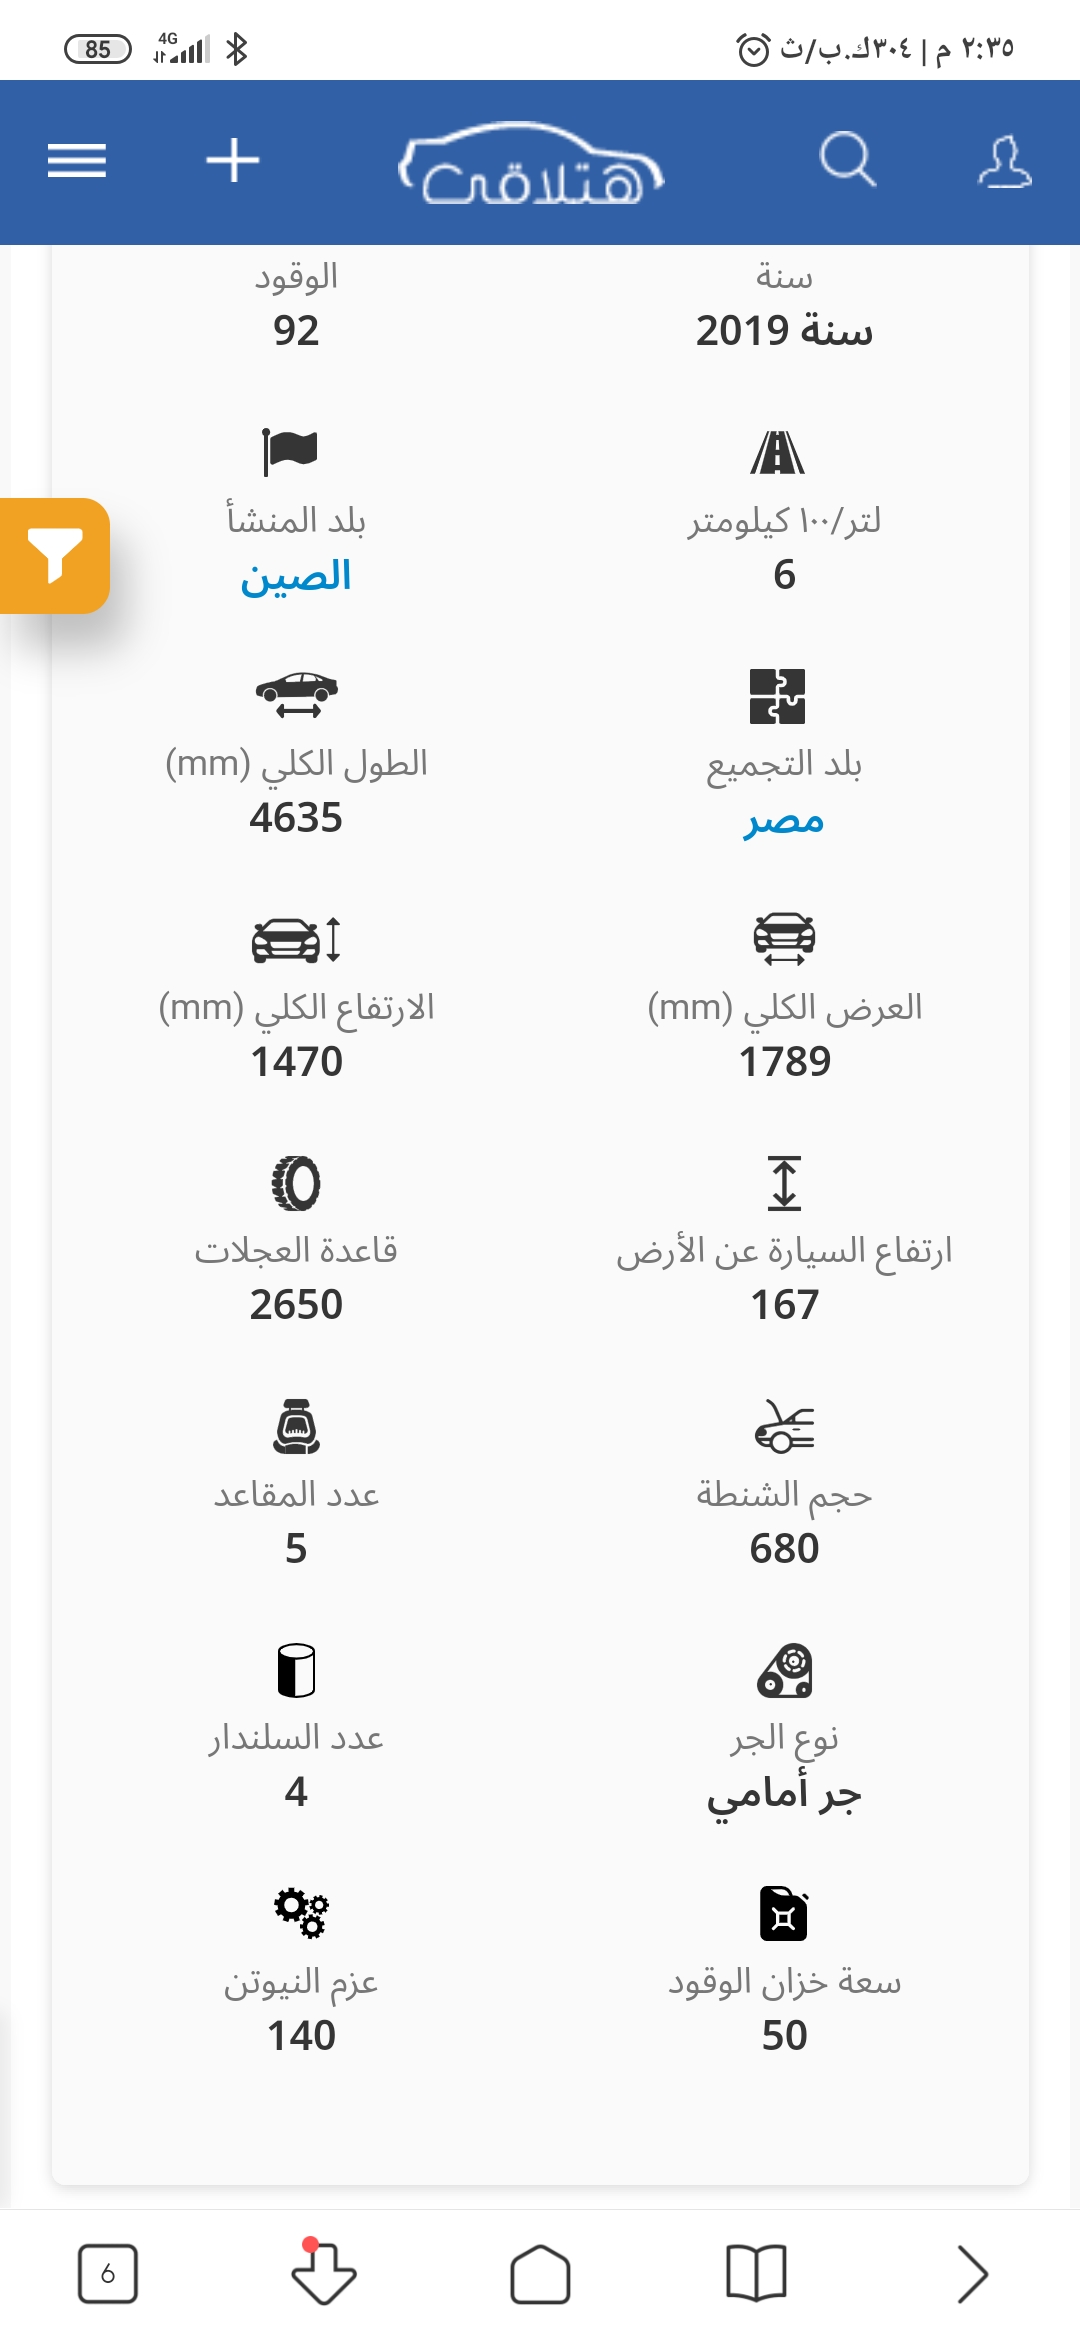 ٢:٣٥ م | ٣٠٤ك.ب/ث
4G
85
هتلاقى
سنة
سنة 2019
الوقود
92
لتر/١٠٠ كيلومتر
6
بلد المنشأ
الصين
بلد التجميع
مصر
الطول الكلي (mm)
4635
العرض الكلي (mm)
1789
الارتفاع الكلي (mm)
1470
ارتفاع السيارة عن الأرض
167
قاعدة العجلات
2650
حجم الشنطة
680
عدد المقاعد
5
نوع الجر
جر أمامي
عدد السلندار
4
سعة خزان الوقود
50
عزم النيوتن
140
6